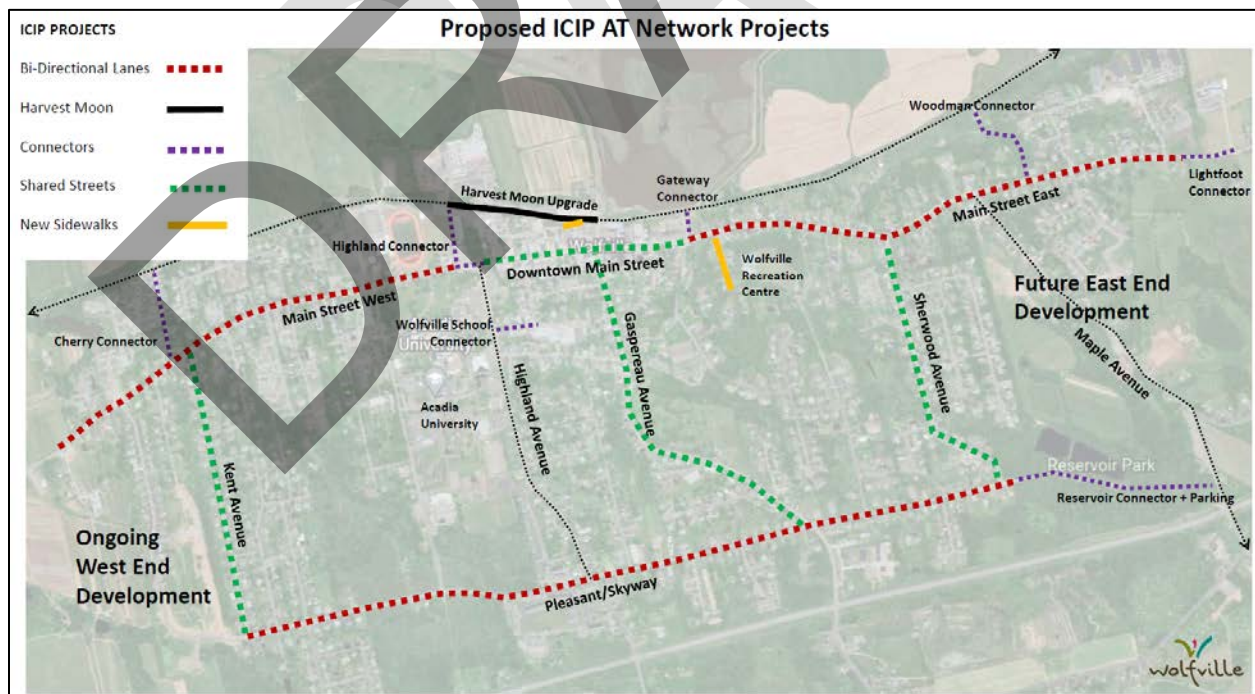 Proposed ICIP AT Network Projects
ICIP PROJECTS
Bi-Directional Lanes
Harvest Moon
Connectors
Shared Streets
New Sidewalks
Woodman Connector
Gateway
Connector
Lightfoot
Connector
Harvest Moon Upgrade
Main Street East
Highland Connector
Wolfville
Downtown Main Street
Wolfville
Recreation
Centre
Future East End
Development
Main Street West
Cherry Connector
Wolfville School
Connector
University
Gaspereau Avenue
Sherwood Avenue
Maple Avenue
Highland Avenue
Acadia
University
Kent Avenue
Reservoir Park
Reservoir Connector + Parking
Ongoing
West End
Development
Pleasant/Skyway
wolfville
DRA